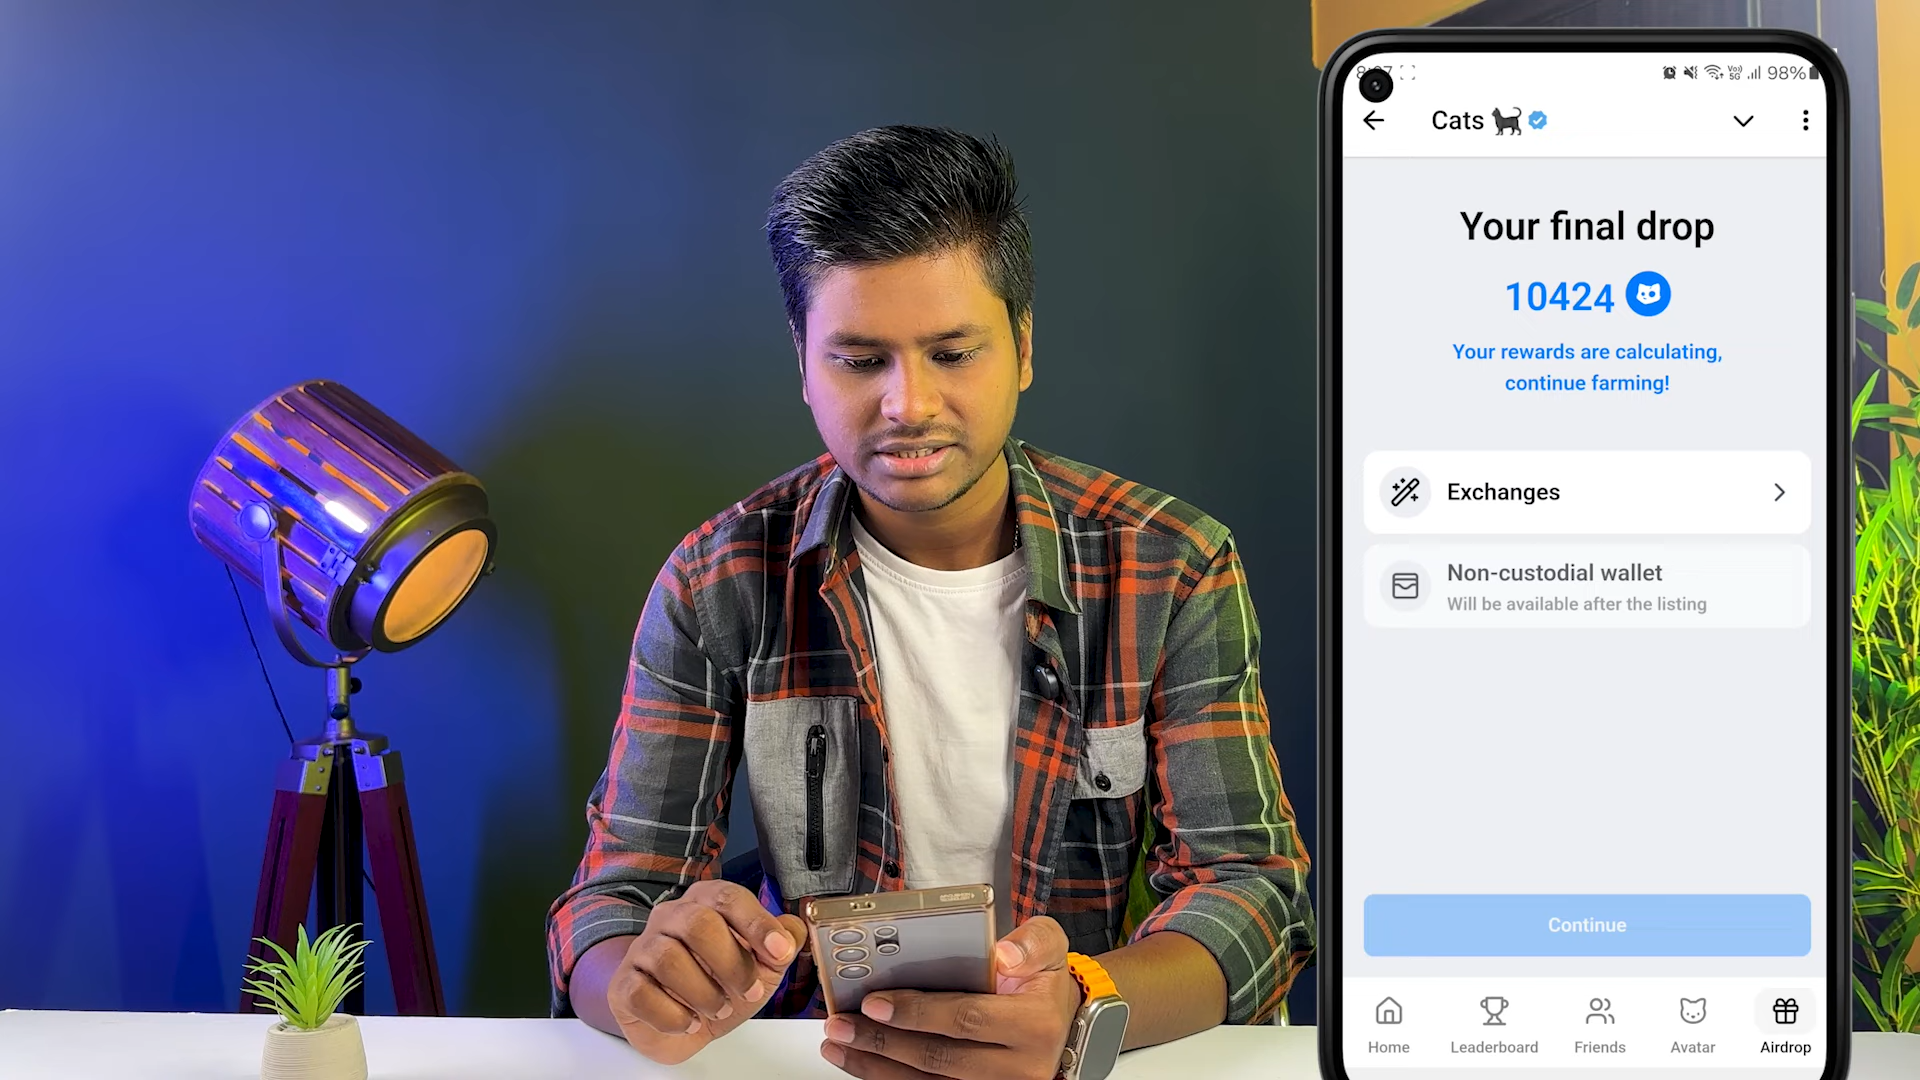 98%
Cats
Your final drop
10424
Your rewards are calculating,
continue farming!
Exchanges
Non-custodial wallet
Will be available after the listing
Continue
Home
Leaderboard
Friends
Avatar
Airdrop